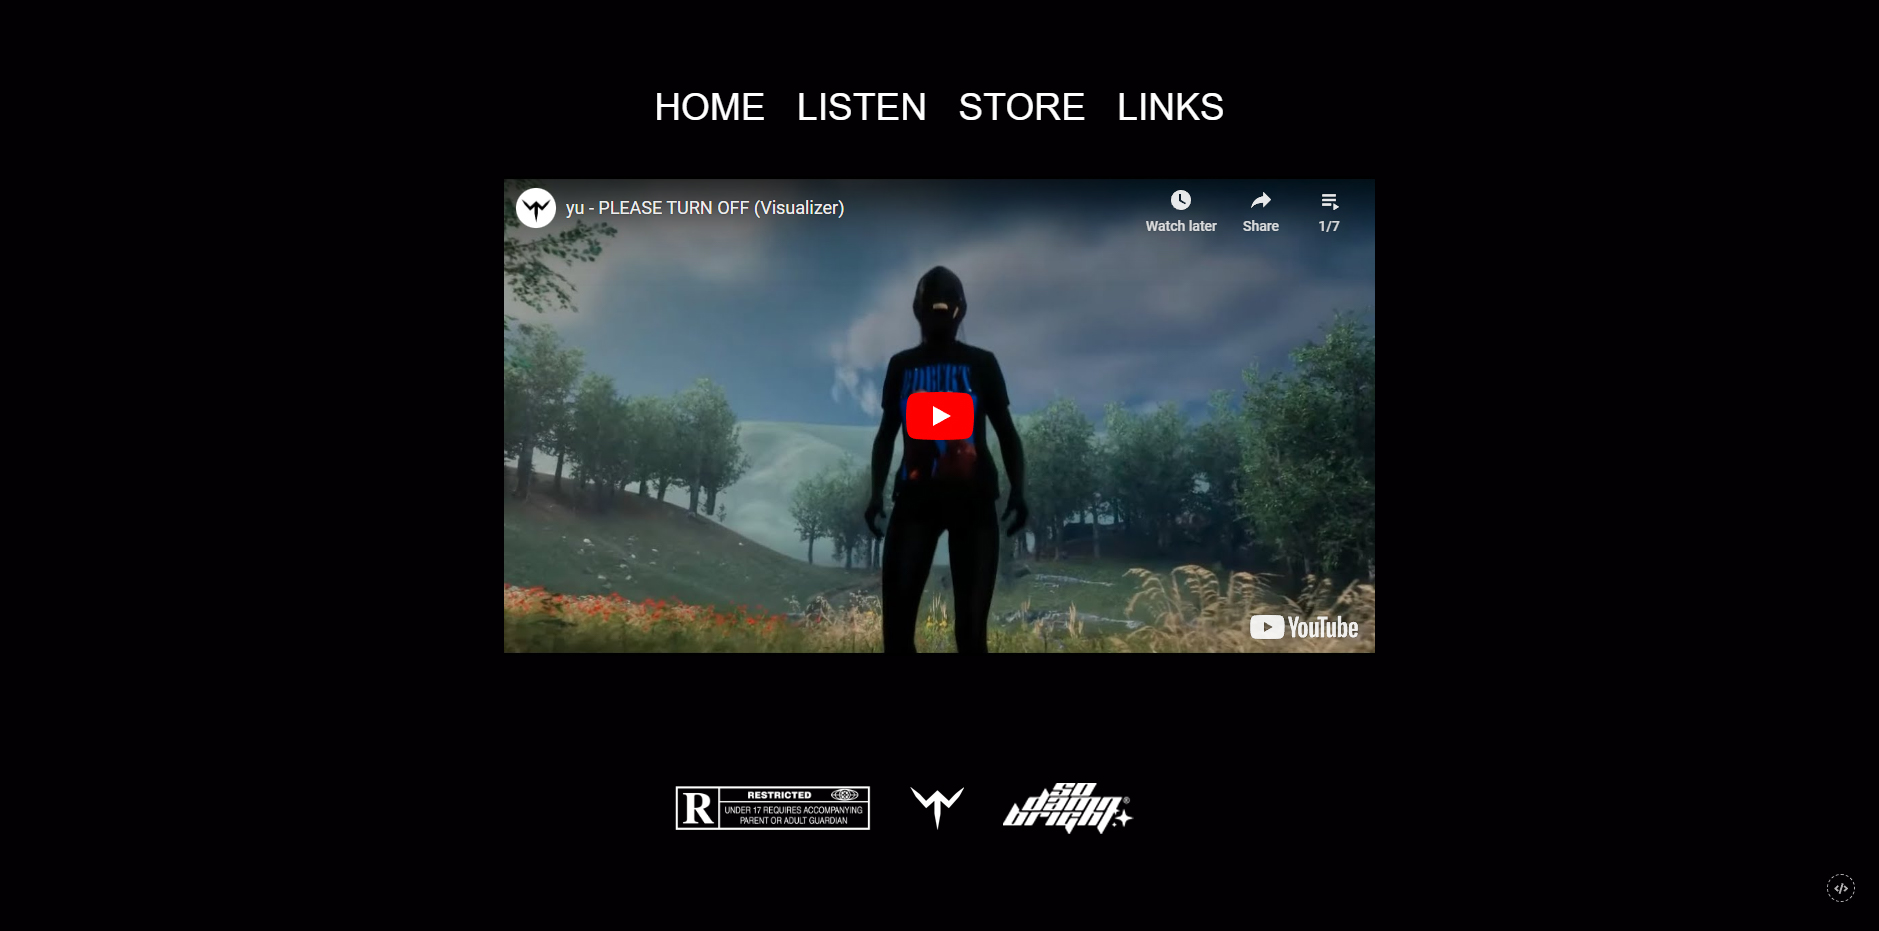 HOME LISTEN STORE LINKS
yu - PLEASE TURN OFF (Visualizer)
Watch later Share 1/7
YouTube
R RESTRICTED
UNDER 17 REQUIRES ACCOMPANYING
PARENT OR ADULT GUARDIAN
so
damn
bright®